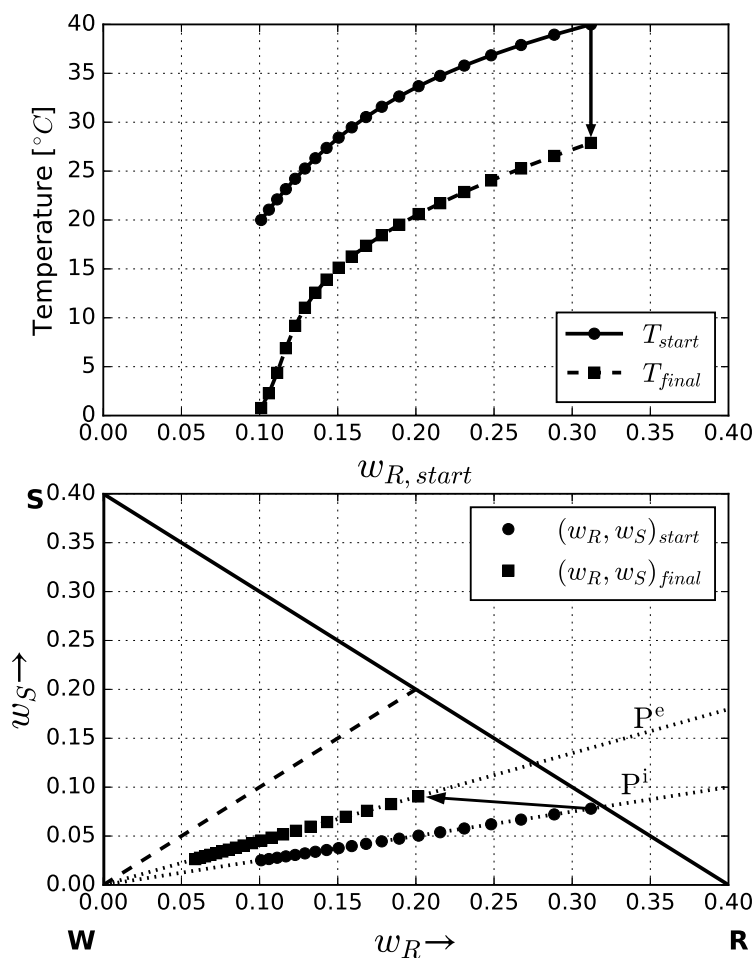 40
35
30
25
20
15
10
5
0
Temperature [°C]
T_start
T_final
0.00 0.05 0.10 0.15 0.20 0.25 0.30 0.35 0.40
w_{R, start}
S
0.40
0.35
0.30
0.25
0.20
0.15
0.10
0.05
0.00
w_S→
(w_R, w_S)_start
(w_R, w_S)_final
P^e
P^i
0.00 0.05 0.10 0.15 0.20 0.25 0.30 0.35 0.40
W w_R→ R